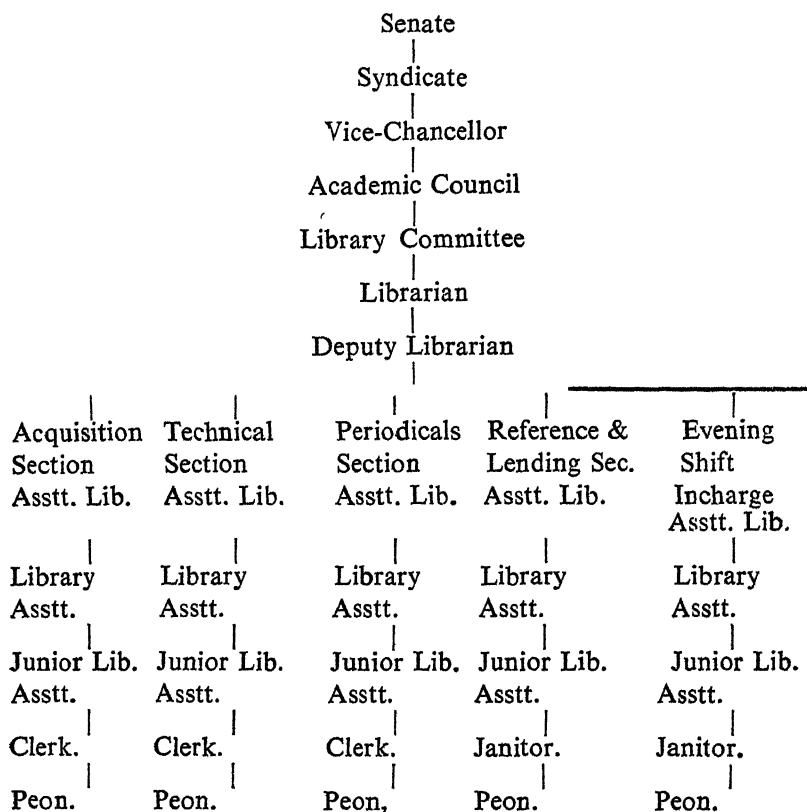 Senate
Syndicate
Vice-Chancellor
Academic Council
Library Committee
Librarian
Deputy Librarian
Acquisition Technical Periodicals Reference & Evening
Section Section Section Lending Sec. Shift
Asstt. Lib. Asstt. Lib. Asstt. Lib. Asstt. Lib. Incharge
Asstt. Lib.
Library Library Library Library Library
Asstt. Asstt. Asstt. Asstt. Asstt.
Junior Lib. Junior Lib. Junior Lib. Junior Lib. Junior Lib.
Asstt. Asstt. Asstt. Asstt. Asstt.
Clerk. Clerk. Clerk. Janitor. Janitor.
Peon. Peon. Peon, Peon. Peon.